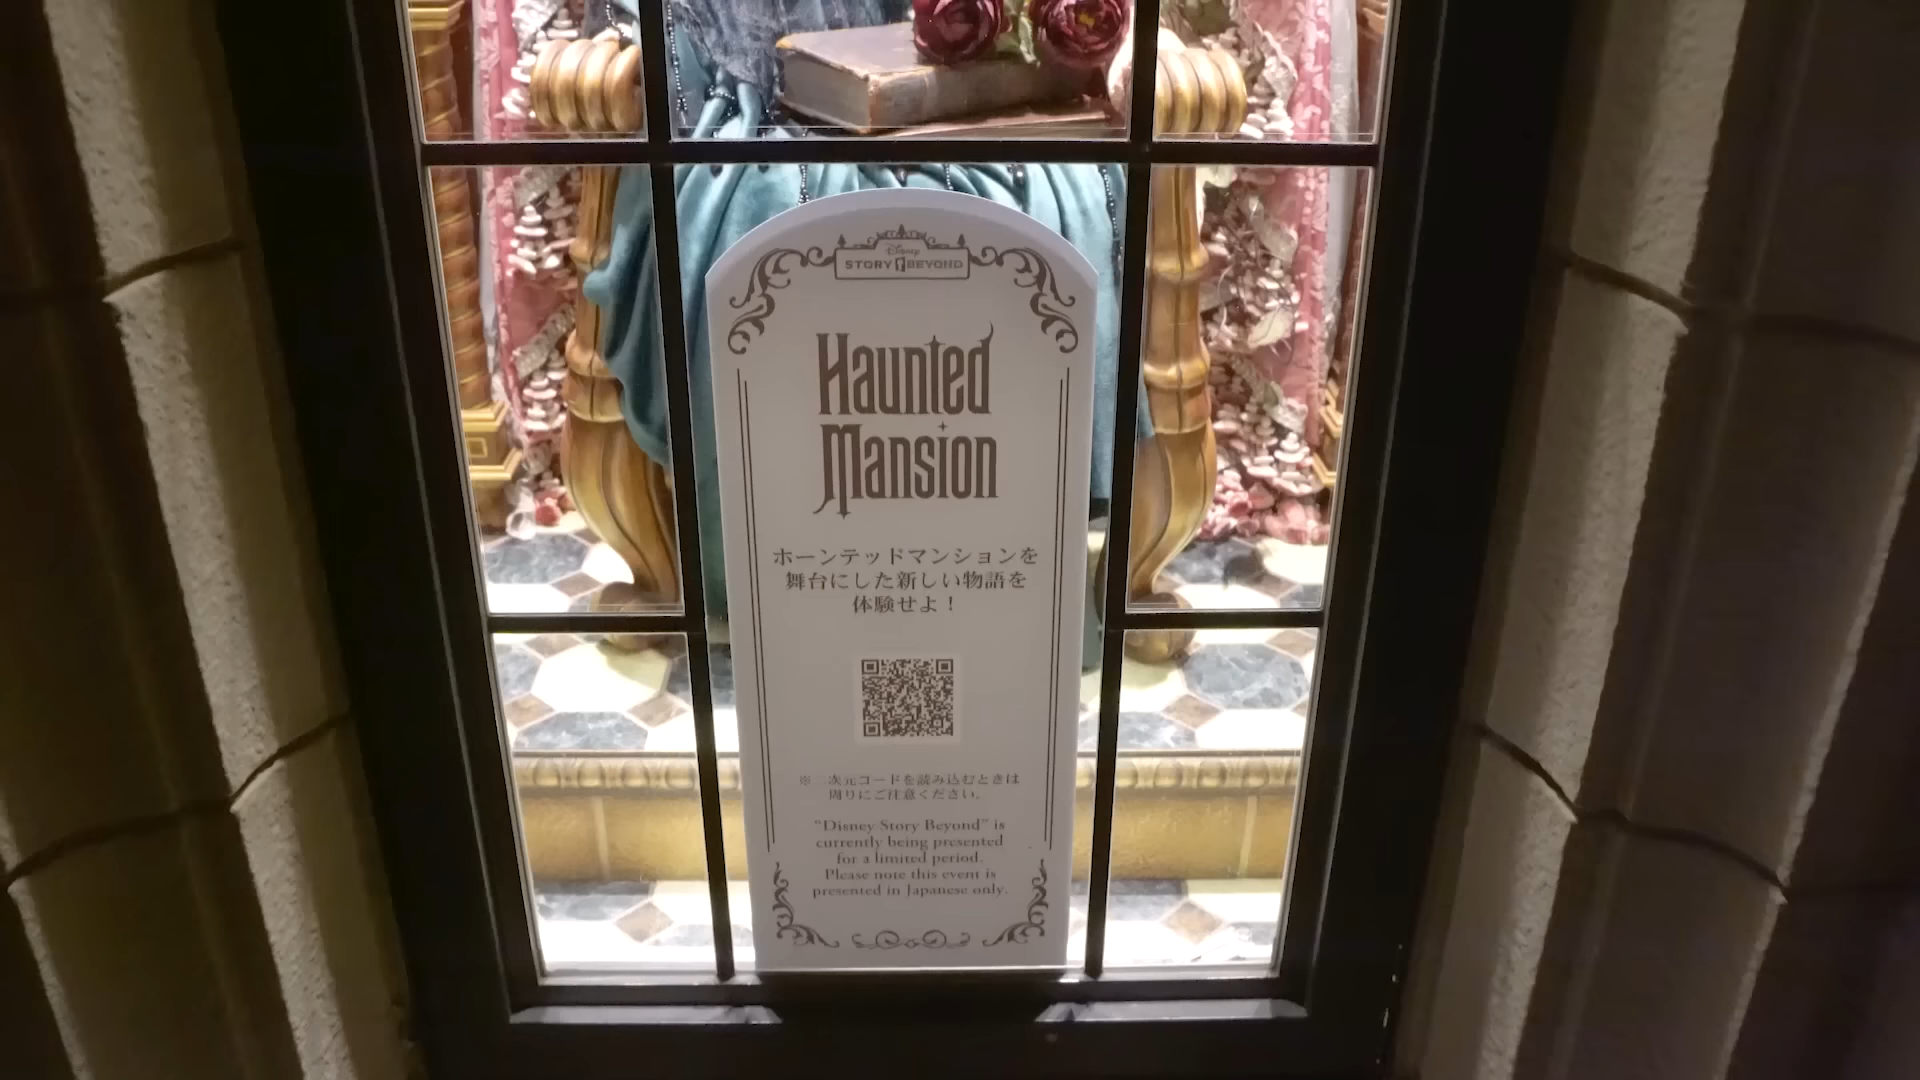 Disney
STORY BEYOND
Haunted
Mansion
ホーンテッドマンションを
舞台にした新しい物語を
体験せよ！
※二次元コードを読み込むときは
周りにご注意ください。
“Disney Story Beyond” is
currently being presented
for a limited period.
Please note this event is
presented in Japanese only.